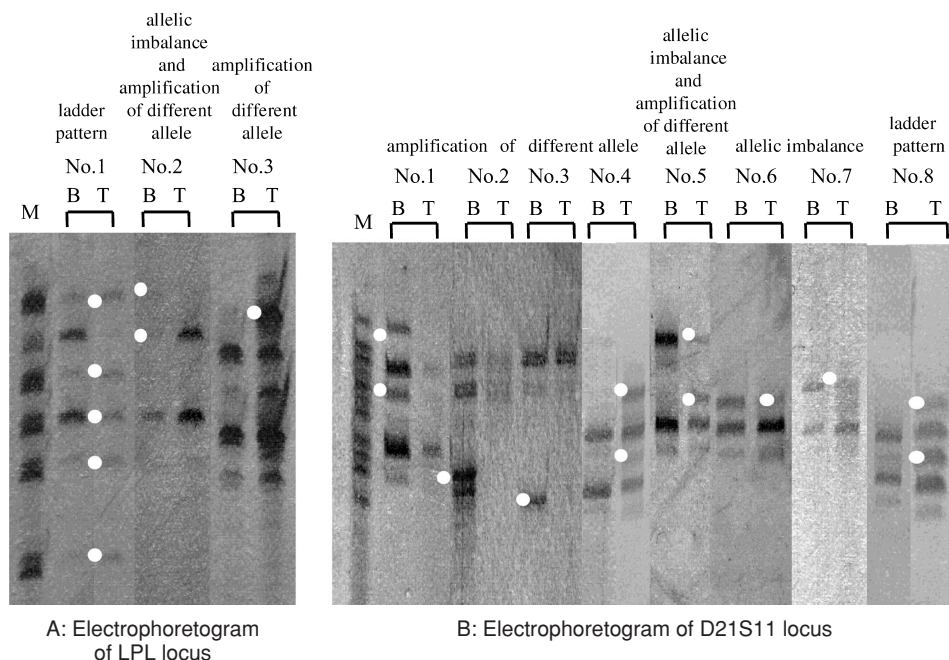 allelic
imbalance
and
amplification
of different
allele
amplification
of
different
allele
ladder
pattern
No.1 No.2 No.3
B T B T B T
M
A: Electrophoretogram
of LPL locus
allelic
imbalance
and
amplification
of different
allele
ladder
pattern
amplification of different allele
allelic imbalance
No.1 No.2 No.3 No.4 No.5 No.6 No.7 No.8
B T B T B T B T B T B T B T B T
M
B: Electrophoretogram of D21S11 locus